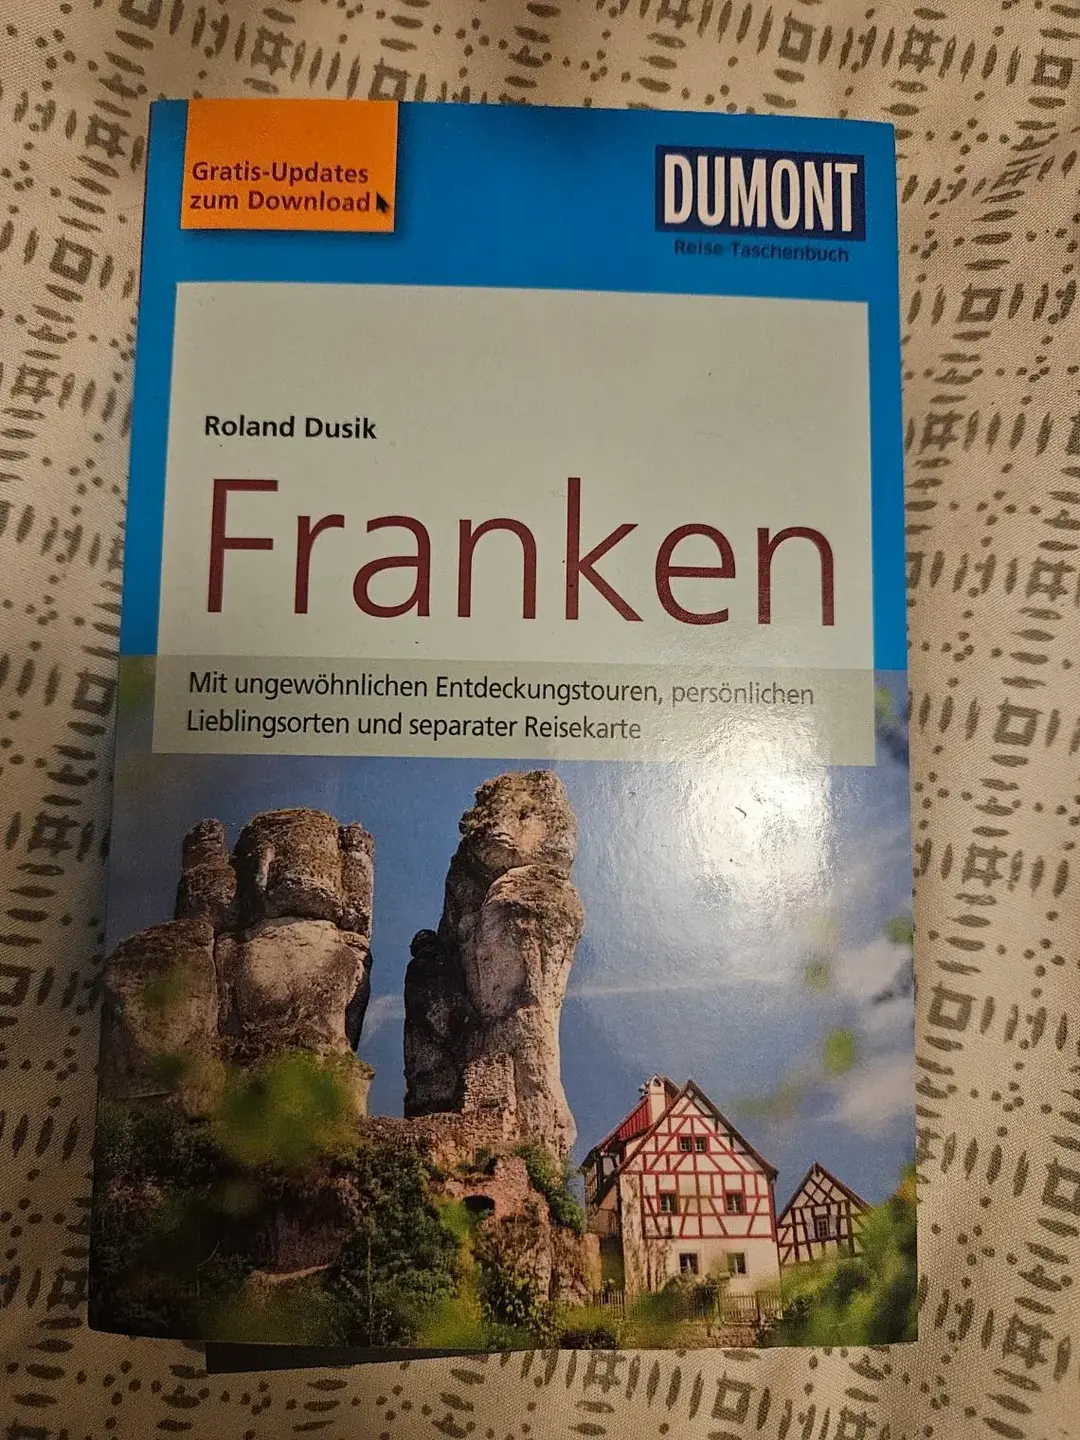 Gratis-Updates
zum Download
DUMONT
Reise-Taschenbuch
Roland Dusik
Franken
Mit ungewöhnlichen Entdeckungstouren, persönlichen
Lieblingsorten und separater Reisekarte